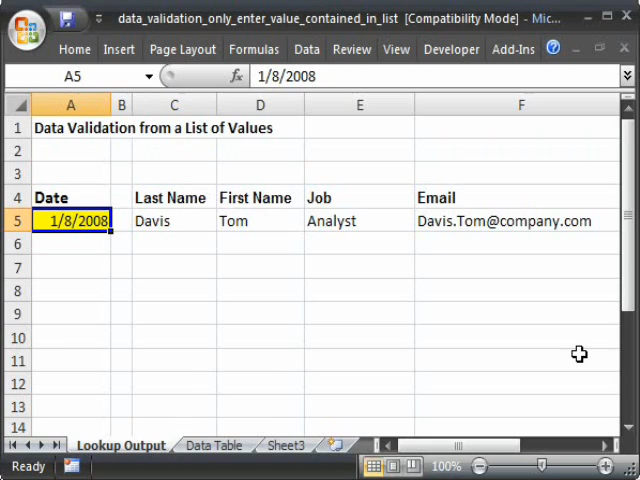 data_validation_only_enter_value_contained_in_list [Compatibility Mode] - Mic...
Home Insert Page Layout Formulas Data Review View Developer Add-Ins
A5 fx 1/8/2008
A B C D E F
1 Data Validation from a List of Values
2
3
4 Date Last Name First Name Job Email
5 1/8/2008 Davis Tom Analyst Davis.Tom@company.com
6
7
8
9
10
11
12
13
14
Lookup Output Data Table Sheet3
Ready 100%